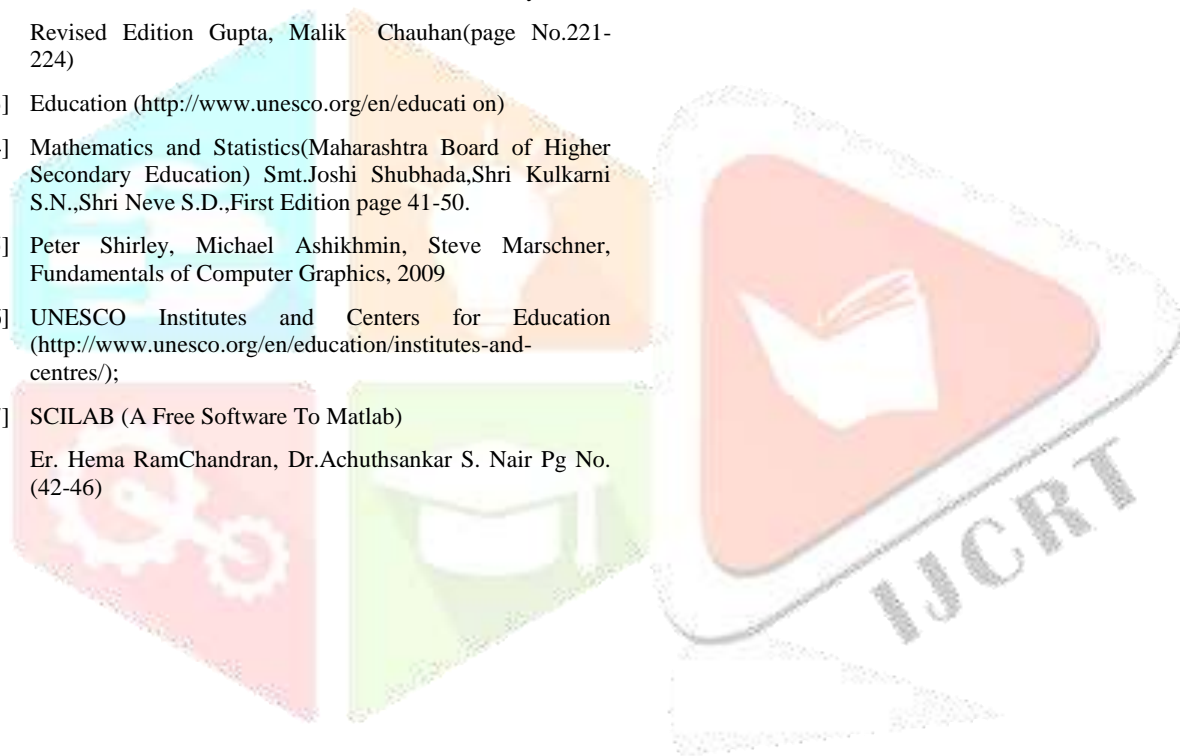 Revised Edition Gupta, Malik Chauhan(page No.221-
224)
] Education (http://www.unesco.org/en/educati on)
] Mathematics and Statistics(Maharashtra Board of Higher
Secondary Education) Smt.Joshi Shubhada,Shri Kulkarni
S.N.,Shri Neve S.D.,First Edition page 41-50.
] Peter Shirley, Michael Ashikhmin, Steve Marschner,
Fundamentals of Computer Graphics, 2009
] UNESCO Institutes and Centers for Education
(http://www.unesco.org/en/education/institutes-and-
centres/);
] SCILAB (A Free Software To Matlab)
Er. Hema RamChandran, Dr.Achuthsankar S. Nair Pg No.
(42-46)
IJCRT